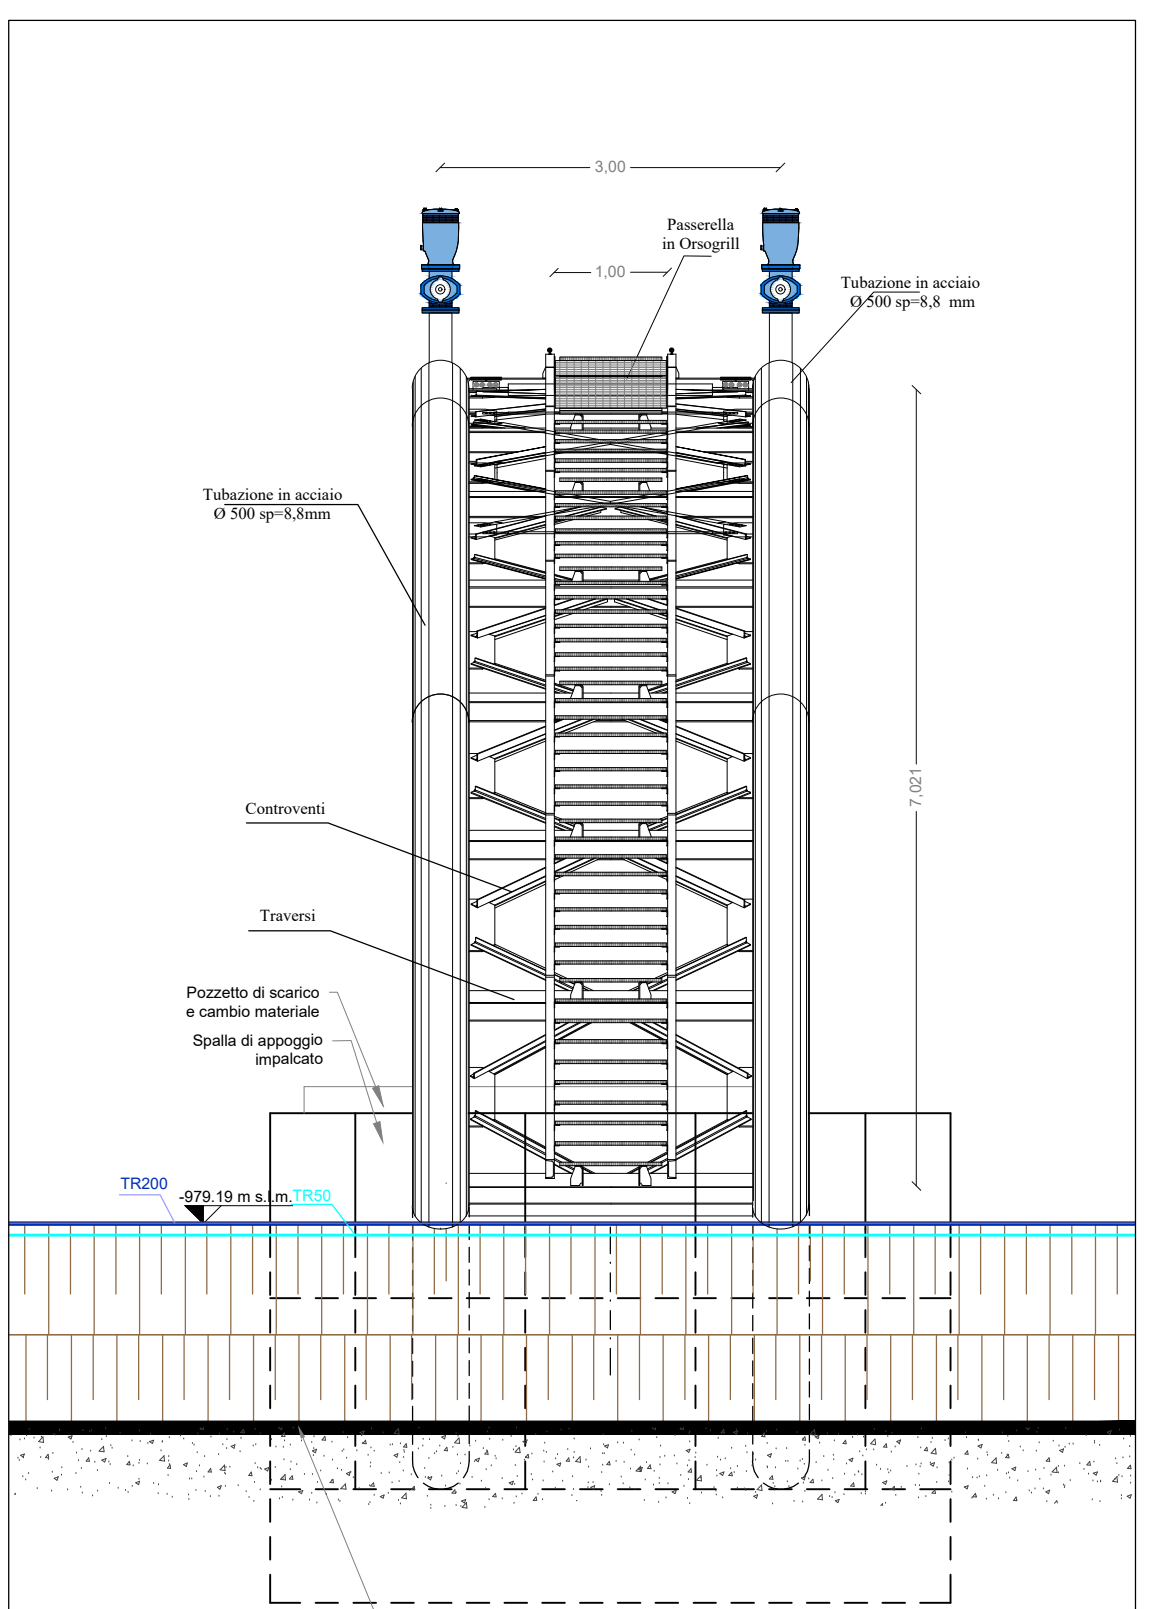 3,00
Passerella
in Orsogrill
1,00
Tubazione in acciaio
Ø 500 sp=8,8 mm
Tubazione in acciaio
Ø 500 sp=8,8mm
7,021
Controventi
Traversi
Pozzetto di scarico
e cambio materiale
Spalla di appoggio
impalcato
TR200
-979.19 m s.l.m.
TR50